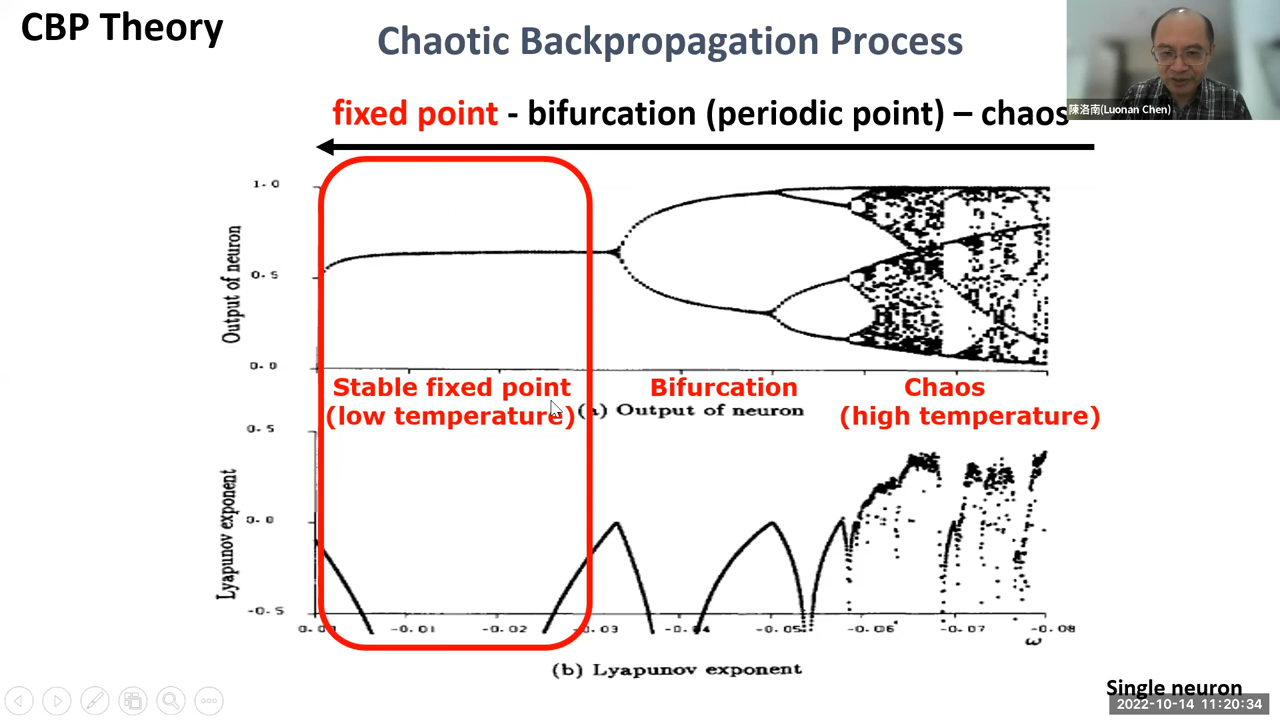 CBP Theory
Chaotic Backpropagation Process
陳洛南(Luonan Chen)
fixed point - bifurcation (periodic point) – chaos
1.0
0.5
0.0
Output of neuron
Stable fixed point
(low temperature)
Bifurcation
Chaos
(high temperature)
(a) Output of neuron
0.5
0.0
-0.5
Lyapunov exponent
0.00 -0.01 -0.02 -0.03 -0.04 -0.05 -0.06 -0.07 -0.08
ω
(b) Lyapunov exponent
Single neuron
2022-10-14 11:20:34